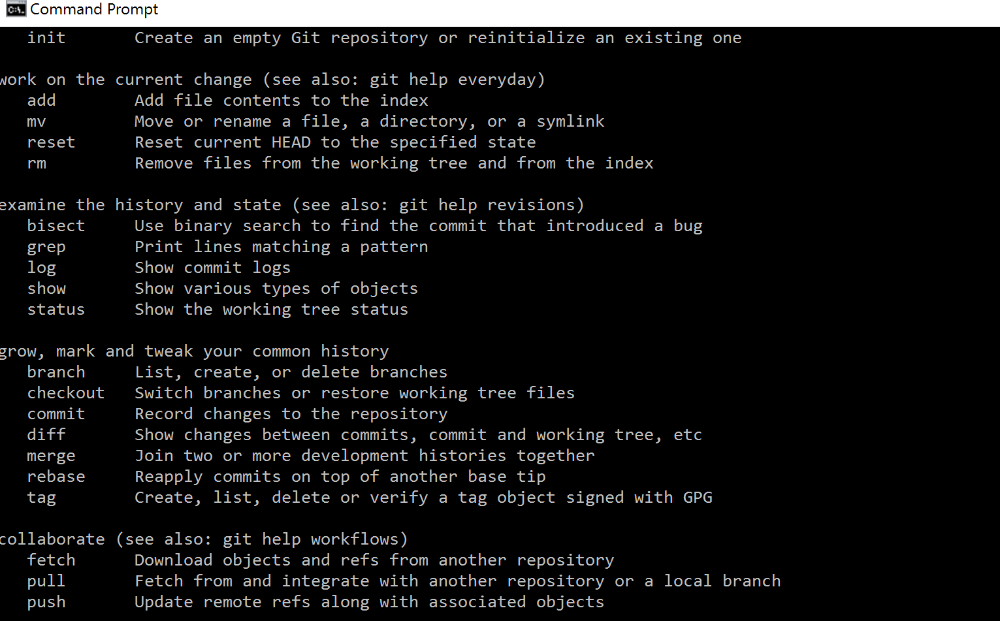 Command Prompt
init Create an empty Git repository or reinitialize an existing one
work on the current change (see also: git help everyday)
add Add file contents to the index
mv Move or rename a file, a directory, or a symlink
reset Reset current HEAD to the specified state
rm Remove files from the working tree and from the index
examine the history and state (see also: git help revisions)
bisect Use binary search to find the commit that introduced a bug
grep Print lines matching a pattern
log Show commit logs
show Show various types of objects
status Show the working tree status
grow, mark and tweak your common history
branch List, create, or delete branches
checkout Switch branches or restore working tree files
commit Record changes to the repository
diff Show changes between commits, commit and working tree, etc
merge Join two or more development histories together
rebase Reapply commits on top of another base tip
tag Create, list, delete or verify a tag object signed with GPG
collaborate (see also: git help workflows)
fetch Download objects and refs from another repository
pull Fetch from and integrate with another repository or a local branch
push Update remote refs along with associated objects